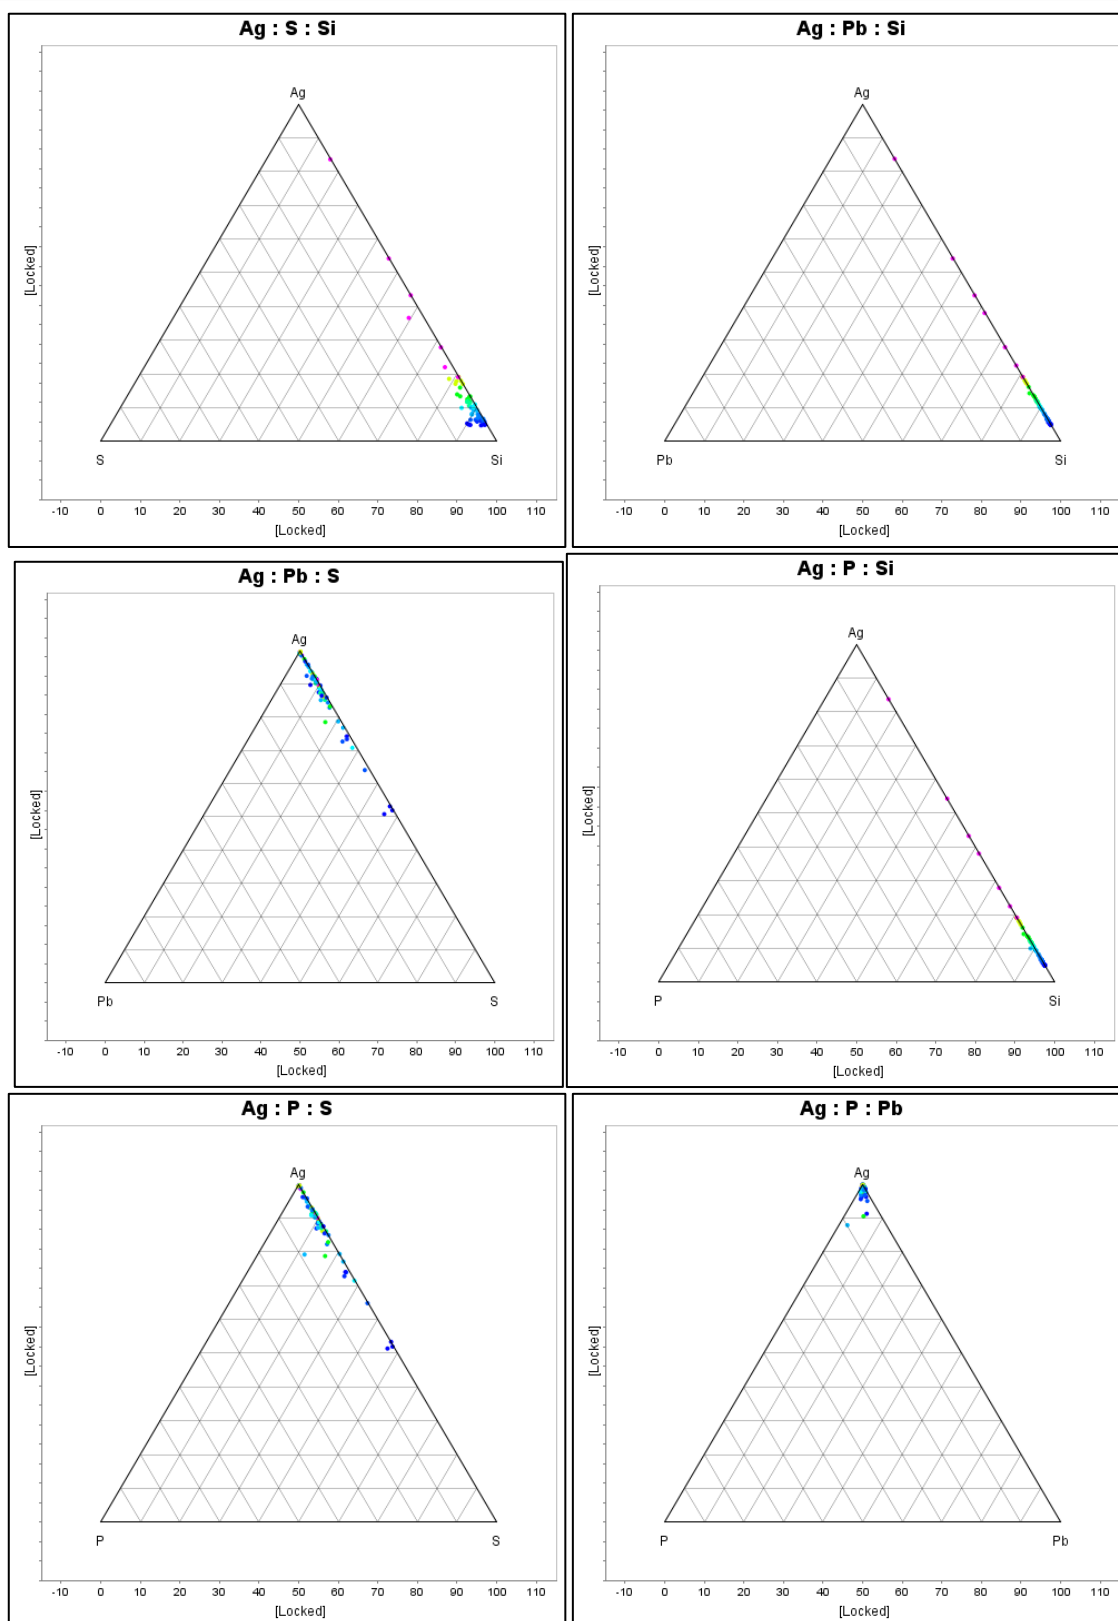 Ag : S : Si
Ag
[Locked]
S Si
-10 0 10 20 30 40 50 60 70 80 90 100 110
[Locked]
Ag : Pb : Si
Ag
[Locked]
Pb Si
-10 0 10 20 30 40 50 60 70 80 90 100 110
[Locked]
Ag : Pb : S
Ag
[Locked]
Pb S
-10 0 10 20 30 40 50 60 70 80 90 100 110
[Locked]
Ag : P : Si
Ag
[Locked]
P Si
-10 0 10 20 30 40 50 60 70 80 90 100 110
[Locked]
Ag : P : S
Ag
[Locked]
P S
-10 0 10 20 30 40 50 60 70 80 90 100 110
[Locked]
Ag : P : Pb
Ag
[Locked]
P Pb
-10 0 10 20 30 40 50 60 70 80 90 100 110
[Locked]